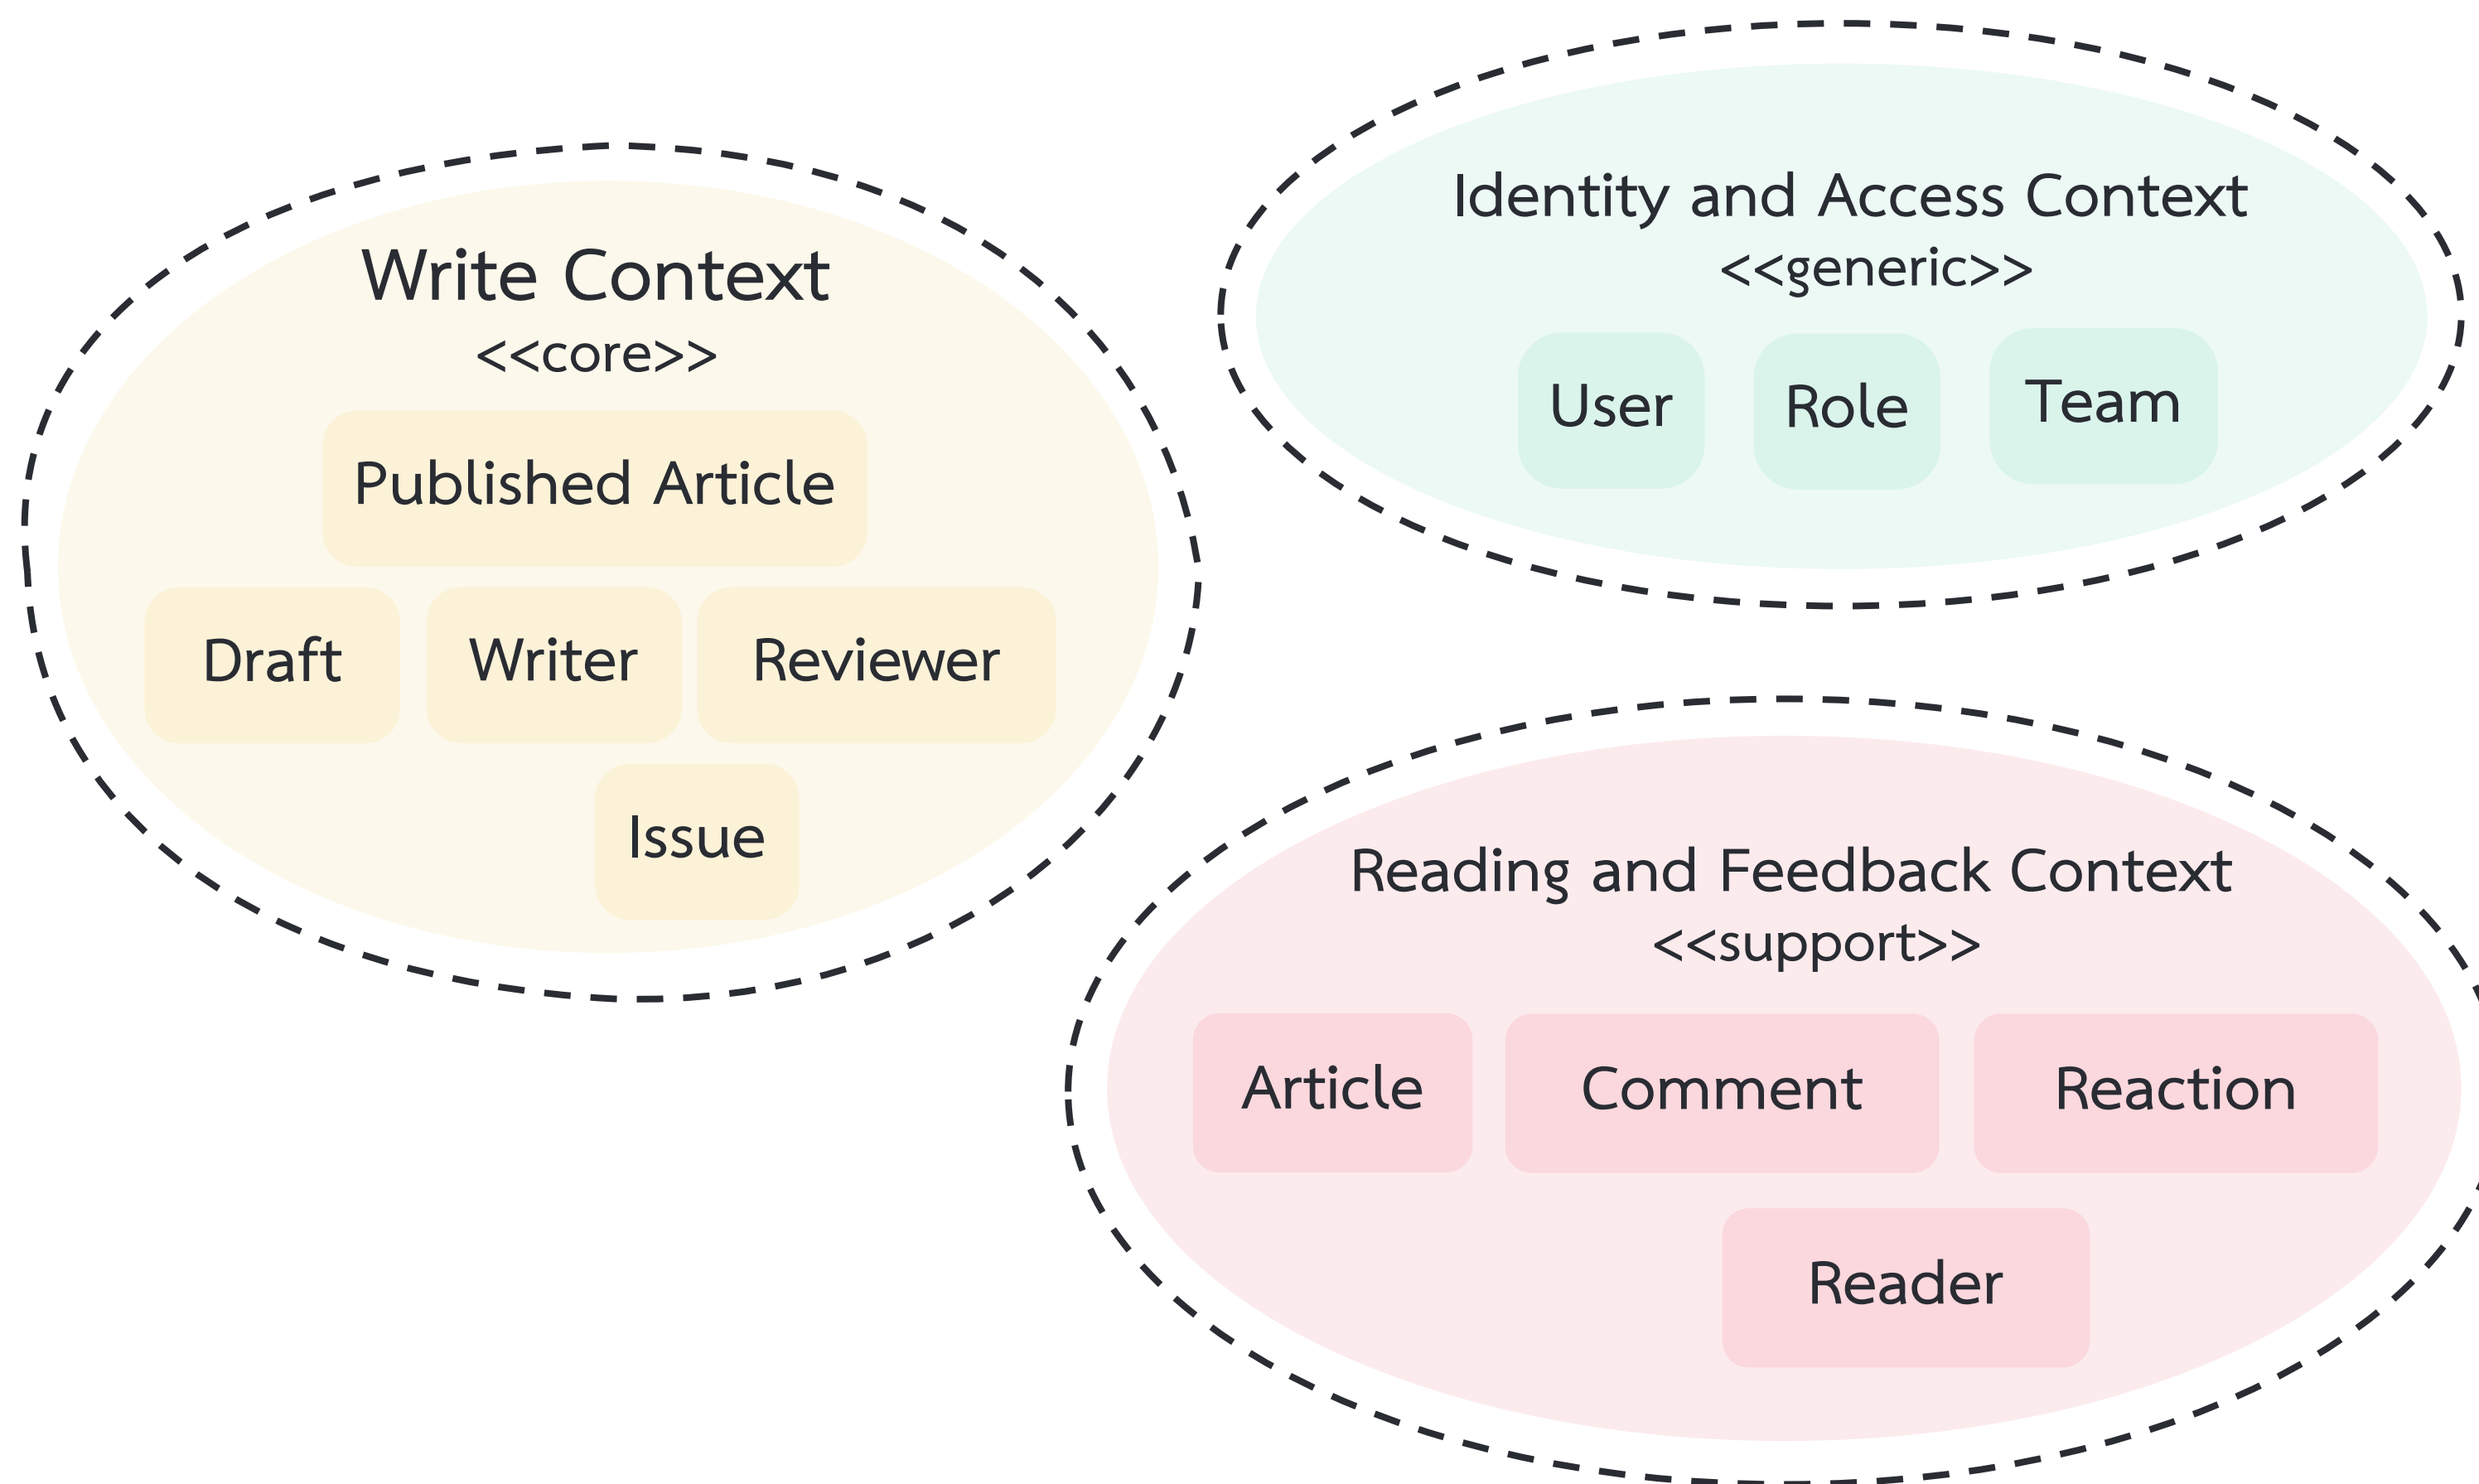 Write Context
<<core>>
Published Article
Draft
Writer
Reviewer
Issue
Identity and Access Context
<<generic>>
User
Role
Team
Reading and Feedback Context
<<support>>
Article
Comment
Reaction
Reader